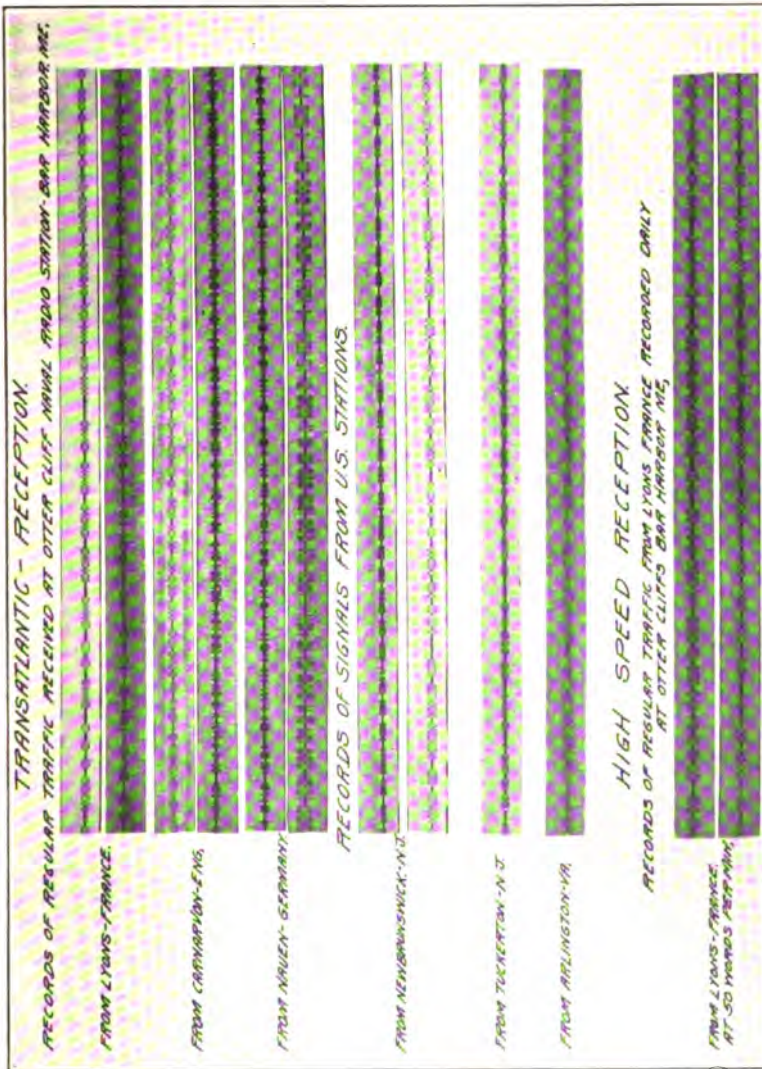 TRANSATLANTIC - RECEPTION.
RECORDS OF REGULAR TRAFFIC RECEIVED AT OTTER CLIFF NAVAL RADIO STATION - BAR HARBOR, ME.
FROM LYONS-FRANCE.
FROM CARNARVON-ENG,
FROM NAUEN-GERMANY
RECORDS OF SIGNALS FROM U.S. STATIONS.
FROM NEWBRUNSWICK-N.J.
FROM TUCKERTON-N J.
FROM ARLINGTON-VA,
HIGH SPEED RECEPTION.
RECORDS OF REGULAR TRAFFIC FROM LYONS FRANCE RECORDED DAILY
AT OTTER CLIFFS BAR HARBOR ME,
FROM LYONS-FRANCE,
AT 50 WORDS PER MIN,